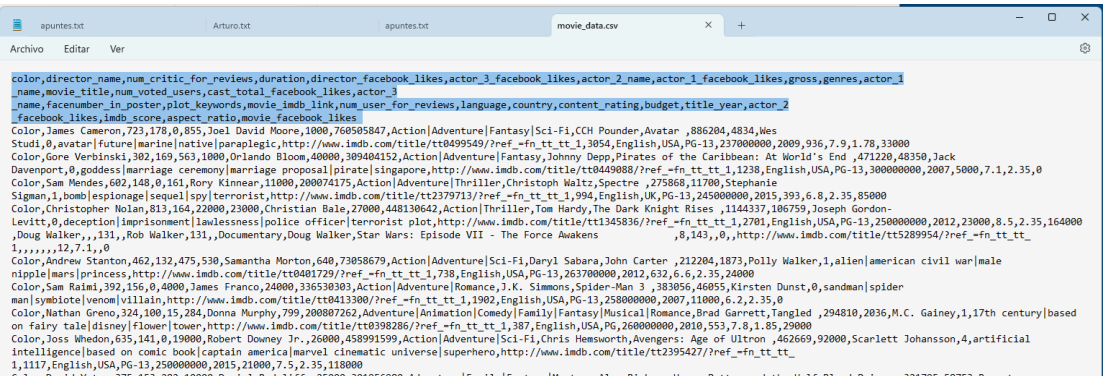 apuntes.txt Arturo.txt apuntes.txt movie_data.csv
Archivo Editar Ver
color,director_name,num_critic_for_reviews,duration,director_facebook_likes,actor_3_facebook_likes,actor_2_name,actor_1_facebook_likes,gross,genres,actor_1
_name,movie_title,num_voted_users,cast_total_facebook_likes,actor_3
_name,facenumber_in_poster,plot_keywords,movie_imdb_link,num_user_for_reviews,language,country,content_rating,budget,title_year,actor_2
_facebook_likes,imdb_score,aspect_ratio,movie_facebook_likes
Color,James Cameron,723,178,0,855,Joel David Moore,1000,760505847,Action|Adventure|Fantasy|Sci-Fi,CCH Pounder,Avatar ,886204,4834,Wes
Studi,0,avatar|future|marine|native|paraplegic,http://www.imdb.com/title/tt0499549/?ref_=fn_tt_tt_1,3054,English,USA,PG-13,237000000,2009,936,7.9,1.78,33000
Color,Gore Verbinski,302,169,563,1000,Orlando Bloom,40000,309404152,Action|Adventure|Fantasy,Johnny Depp,Pirates of the Caribbean: At World's End ,471220,48350,Jack
Davenport,0,goddess|marriage ceremony|marriage proposal|pirate|singapore,http://www.imdb.com/title/tt0449088/?ref_=fn_tt_tt_1,1238,English,USA,PG-13,300000000,2007,5000,7.1,2.35,0
Color,Sam Mendes,602,148,0,161,Rory Kinnear,11000,200074175,Action|Adventure|Thriller,Christoph Waltz,Spectre ,275868,11700,Stephanie
Sigman,1,bomb|espionage|sequel|spy|terrorist,http://www.imdb.com/title/tt2379713/?ref_=fn_tt_tt_1,994,English,UK,PG-13,245000000,2015,393,6.8,2.35,85000
Color,Christopher Nolan,813,164,22000,23000,Christian Bale,27000,448130642,Action|Thriller,Tom Hardy,The Dark Knight Rises ,1144337,106759,Joseph Gordon-
Levitt,0,deception|imprisonment|lawlessness|police officer|terrorist plot,http://www.imdb.com/title/tt1345836/?ref_=fn_tt_tt_1,2701,English,USA,PG-13,250000000,2012,23000,8.5,2.35,164000
,Doug Walker,,,131,,Rob Walker,131,,Documentary,Doug Walker,Star Wars: Episode VII - The Force Awakens ,8,143,,0,,http://www.imdb.com/title/tt5289954/?ref_=fn_tt_tt_
1,,,,,,,12,7.1,,0
Color,Andrew Stanton,462,132,475,530,Samantha Morton,640,73058679,Action|Adventure|Sci-Fi,Daryl Sabara,John Carter ,212204,1873,Polly Walker,1,alien|american civil war|male
nipple|mars|princess,http://www.imdb.com/title/tt0401729/?ref_=fn_tt_tt_1,738,English,USA,PG-13,263700000,2012,632,6.6,2.35,24000
Color,Sam Raimi,392,156,0,4000,James Franco,24000,336530303,Action|Adventure|Romance,J.K. Simmons,Spider-Man 3 ,383056,46055,Kirsten Dunst,0,sandman|spider
man|symbiote|venom|villain,http://www.imdb.com/title/tt0413300/?ref_=fn_tt_tt_1,1902,English,USA,PG-13,258000000,2007,11000,6.2,2.35,0
Color,Nathan Greno,324,100,15,284,Donna Murphy,799,200807262,Adventure|Animation|Comedy|Family|Fantasy|Musical|Romance,Brad Garrett,Tangled ,294810,2036,M.C. Gainey,1,17th century|based
on fairy tale|disney|flower|tower,http://www.imdb.com/title/tt0398286/?ref_=fn_tt_tt_1,387,English,USA,PG,260000000,2010,553,7.8,1.85,29000
Color,Joss Whedon,635,141,0,19000,Robert Downey Jr.,26000,458991599,Action|Adventure|Sci-Fi,Chris Hemsworth,Avengers: Age of Ultron ,462669,92000,Scarlett Johansson,4,artificial
intelligence|based on comic book|captain america|marvel cinematic universe|superhero,http://www.imdb.com/title/tt2395427/?ref_=fn_tt_tt_
1,1117,English,USA,PG-13,250000000,2015,21000,7.5,2.35,118000